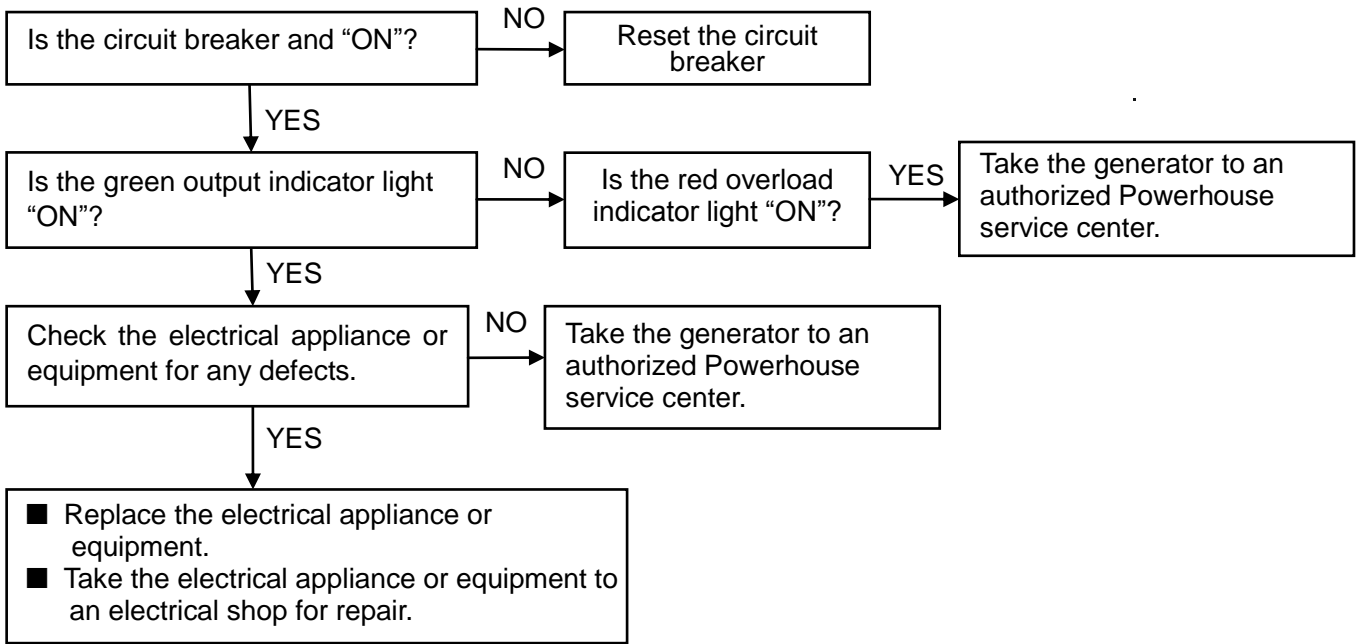 Is the circuit breaker and “ON”?
NO
Reset the circuit
breaker
YES
Is the green output indicator light
“ON”?
NO
Is the red overload
indicator light “ON”?
YES
Take the generator to an
authorized Powerhouse
service center.
YES
Check the electrical appliance or
equipment for any defects.
NO
Take the generator to an
authorized Powerhouse
service center.
YES
■ Replace the electrical appliance or
equipment.
■ Take the electrical appliance or equipment to
an electrical shop for repair.